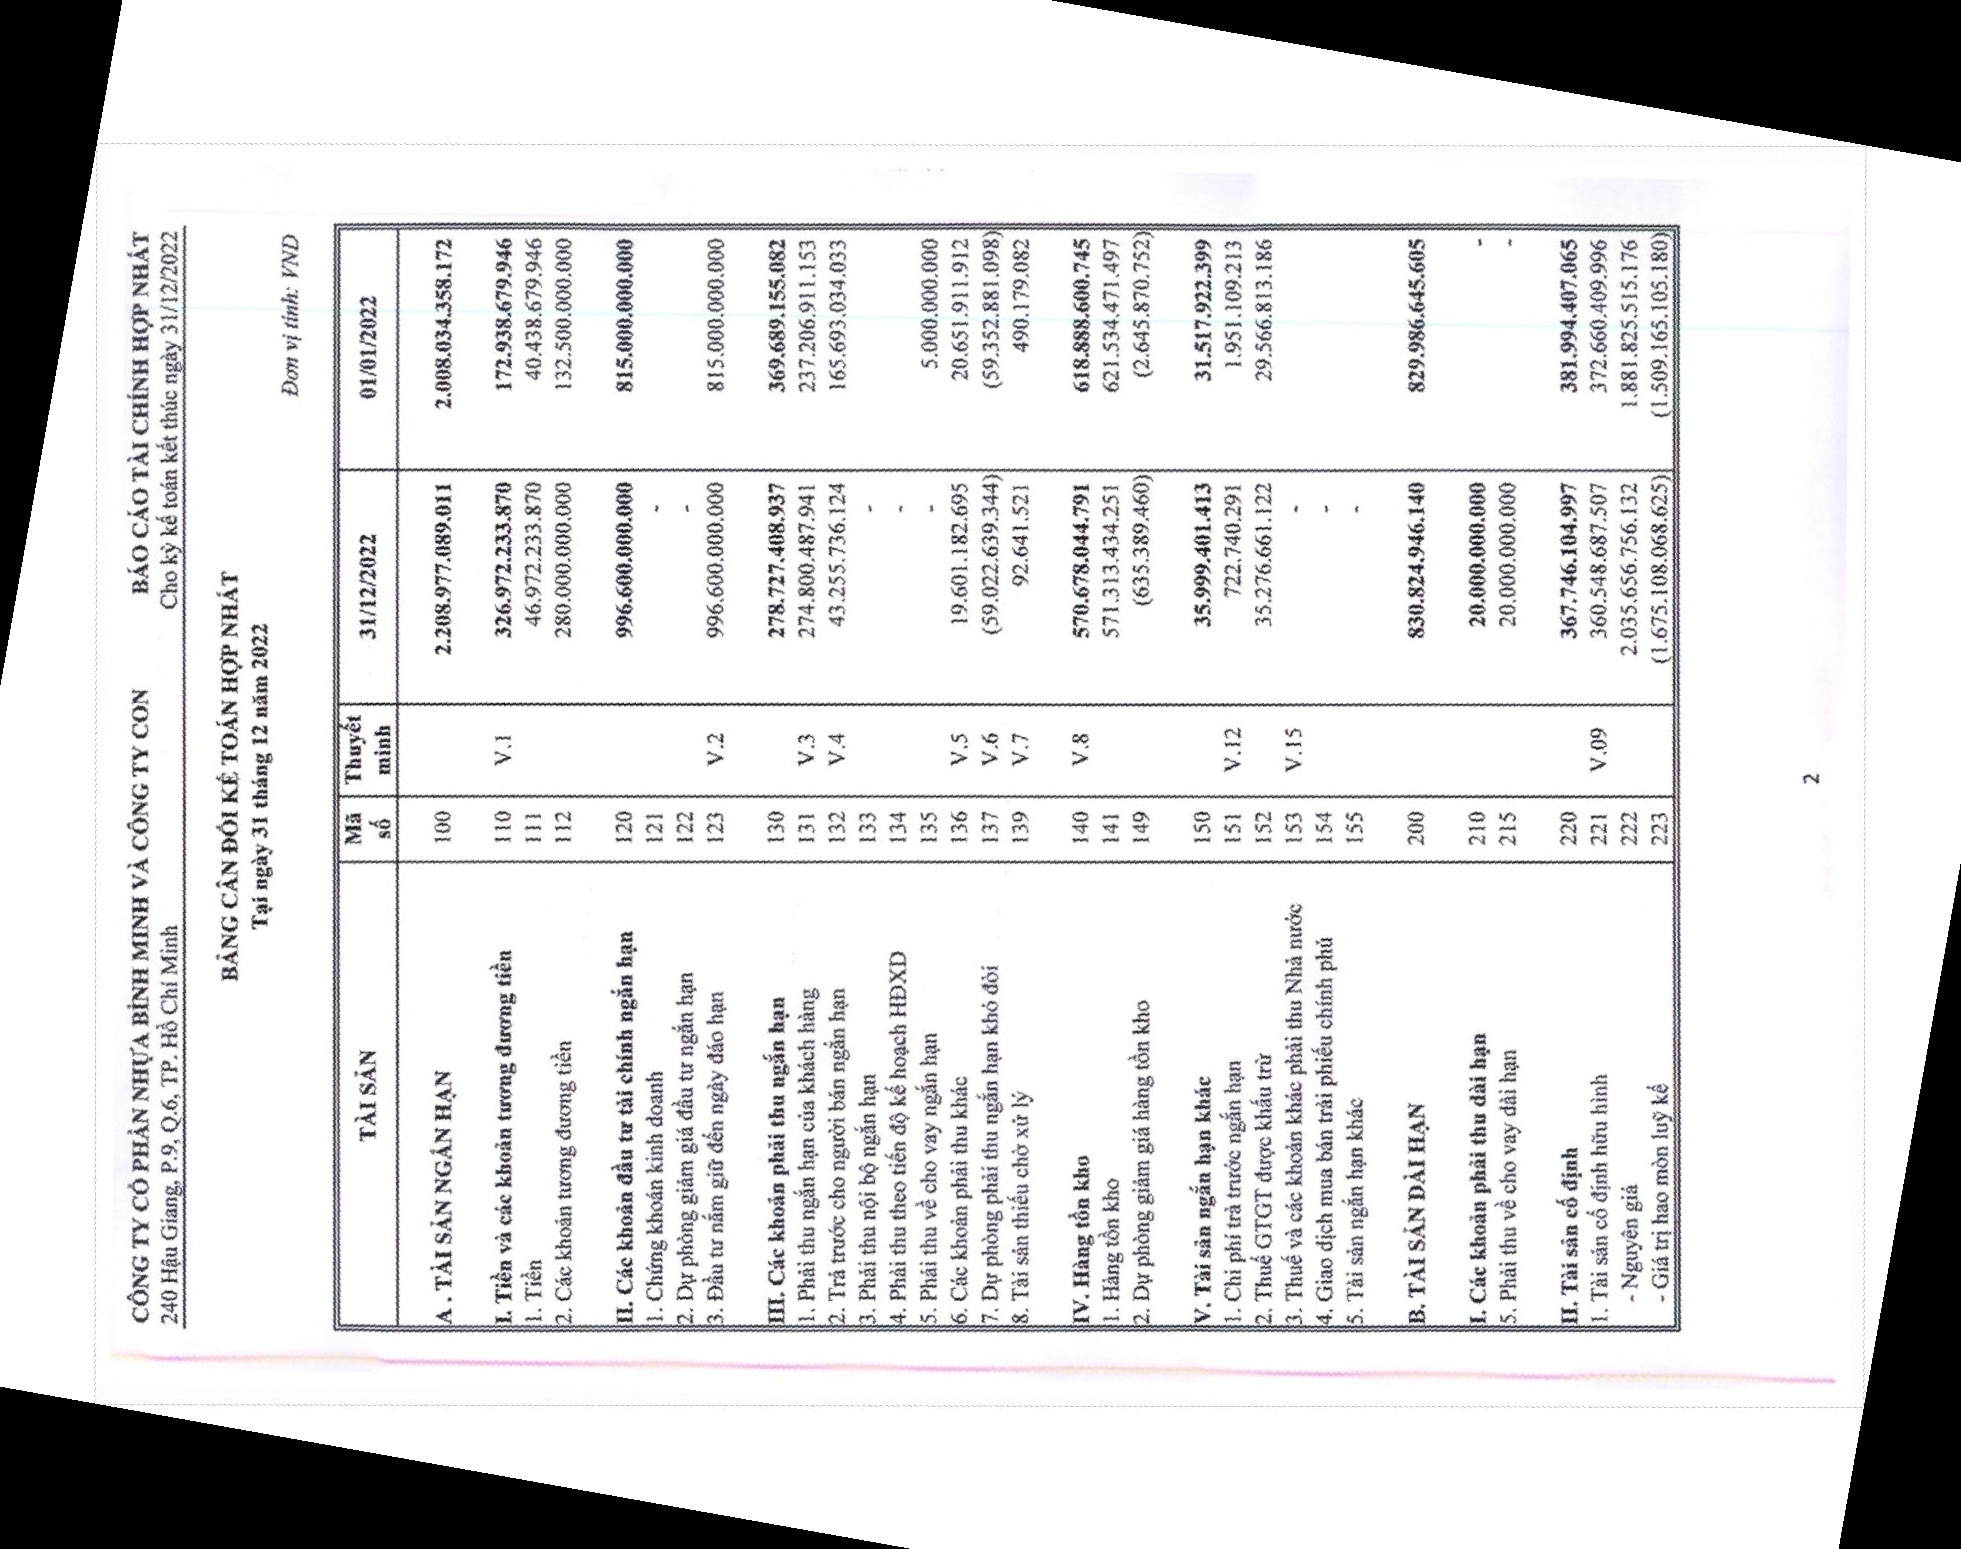 CÔNG TY CỔ PHẦN NHỰA BÌNH MINH VÀ CÔNG TY CON BÁO CÁO TÀI CHÍNH HỢP NHẤT
240 Hậu Giang, P.9, Q.6, TP. Hồ Chí Minh Cho kỳ kế toán kết thúc ngày 31/12/2022
BẢNG CÂN ĐỐI KẾ TOÁN HỢP NHẤT
Tại ngày 31 tháng 12 năm 2022
Đơn vị tính: VND
TÀI SẢN Mã số Thuyết minh 31/12/2022 01/01/2022
A . TÀI SẢN NGẮN HẠN 100 2.208.977.089.011 2.008.034.358.172
I. Tiền và các khoản tương đương tiền 110 V.1 326.972.233.870 172.938.679.946
1. Tiền 111 46.972.233.870 40.438.679.946
2. Các khoản tương đương tiền 112 280.000.000.000 132.500.000.000
II. Các khoản đầu tư tài chính ngắn hạn 120 996.600.000.000 815.000.000.000
1. Chứng khoán kinh doanh 121 -
2. Dự phòng giảm giá đầu tư ngắn hạn 122 -
3. Đầu tư nắm giữ đến ngày đáo hạn 123 V.2 996.600.000.000 815.000.000.000
III. Các khoản phải thu ngắn hạn 130 278.727.408.937 369.689.155.082
1. Phải thu ngắn hạn của khách hàng 131 V.3 274.800.487.941 237.206.911.153
2. Trả trước cho người bán ngắn hạn 132 V.4 43.255.736.124 165.693.034.033
3. Phải thu nội bộ ngắn hạn 133 -
4. Phải thu theo tiến độ kế hoạch HĐXD 134 -
5. Phải thu về cho vay ngắn hạn 135 - 5.000.000.000
6. Các khoản phải thu khác 136 V.5 19.601.182.695 20.651.911.912
7. Dự phòng phải thu ngắn hạn khó đòi 137 V.6 (59.022.639.344) (59.352.881.098)
8. Tài sản thiếu chờ xử lý 139 V.7 92.641.521 490.179.082
IV. Hàng tồn kho 140 V.8 570.678.044.791 618.888.600.745
1. Hàng tồn kho 141 571.313.434.251 621.534.471.497
2. Dự phòng giảm giá hàng tồn kho 149 (635.389.460) (2.645.870.752)
V. Tài sản ngắn hạn khác 150 35.999.401.413 31.517.922.399
1. Chi phí trả trước ngắn hạn 151 V.12 722.740.291 1.951.109.213
2. Thuế GTGT được khấu trừ 152 35.276.661.122 29.566.813.186
3. Thuế và các khoản khác phải thu Nhà nước 153 V.15 -
4. Giao dịch mua bán trái phiếu chính phủ 154 -
5. Tài sản ngắn hạn khác 155 -
B. TÀI SẢN DÀI HẠN 200 830.824.946.140 829.986.645.605
I. Các khoản phải thu dài hạn 210 20.000.000.000 -
5. Phải thu về cho vay dài hạn 215 20.000.000.000 -
II. Tài sản cố định 220 367.746.104.997 381.994.407.065
1. Tài sản cố định hữu hình 221 V.09 360.548.687.507 372.660.409.996
- Nguyên giá 222 2.035.656.756.132 1.881.825.515.176
- Giá trị hao mòn luỹ kế 223 (1.675.108.068.625) (1.509.165.105.180)
2